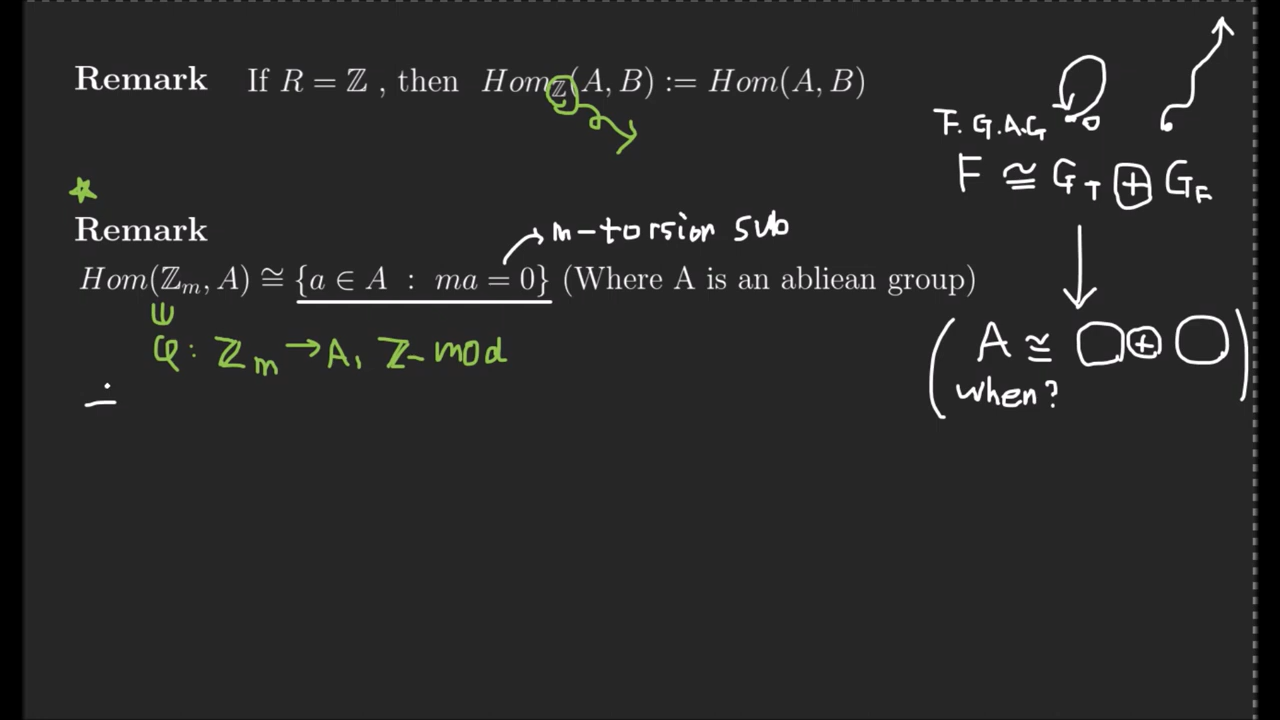 Remark If R = ℤ , then Hom_ℤ(A, B) := Hom(A, B)
F.G.A.G
F ≅ G_T ⊕ G_F
Remark
m-torsion sub
Hom(ℤ_m, A) ≅ {a ∈ A : ma = 0} (Where A is an abliean group)
φ: ℤ_m → A, ℤ-mod
( A ≅ ◯ ⊕ ◯ )
when?